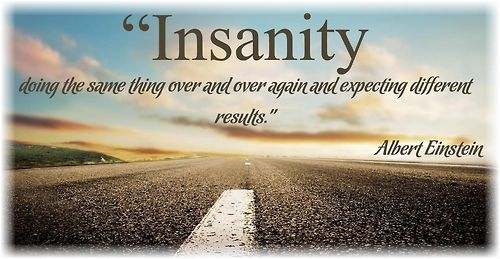 “Insanity
doing the same thing over and over again and expecting different
results.”
Albert Einstein